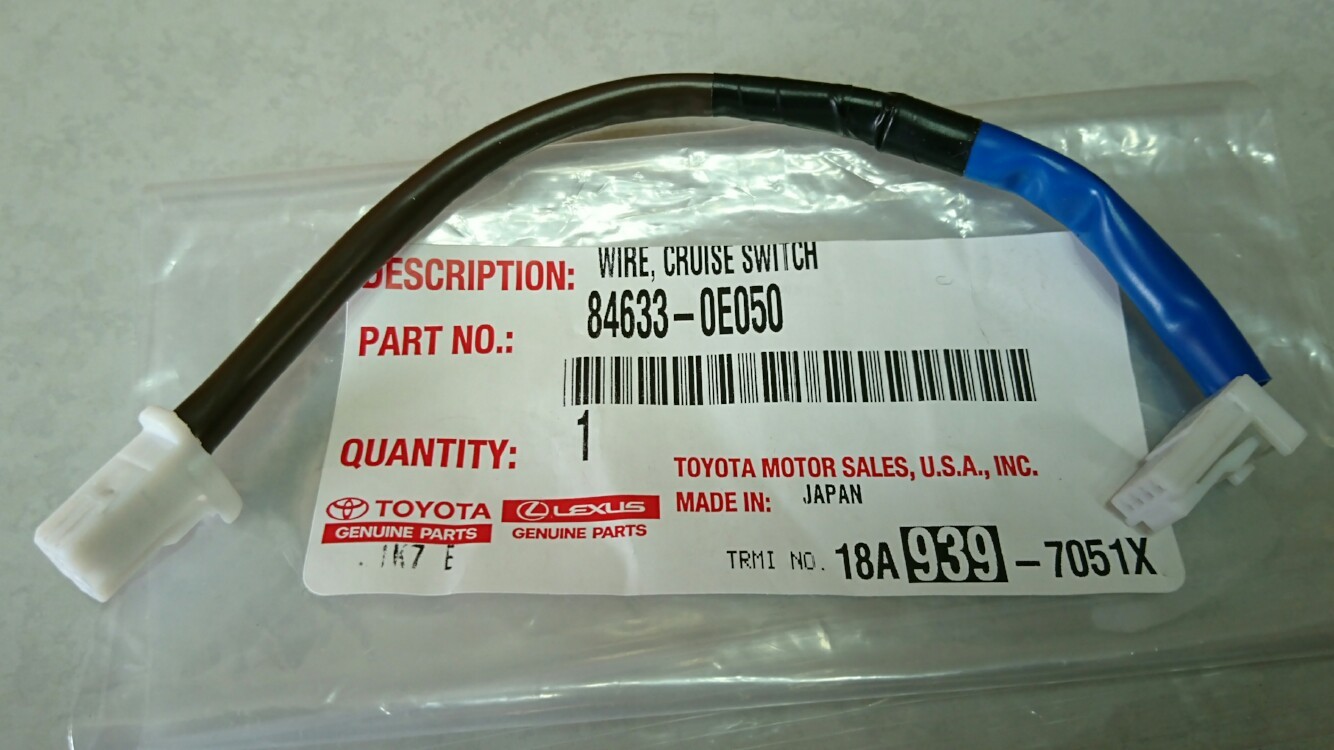 DESCRIPTION: WIRE, CRUISE SWITCH
PART NO.: 84633-0E050
QUANTITY: 1
TOYOTA MOTOR SALES, U.S.A., INC.
MADE IN: JAPAN
TOYOTA
GENUINE PARTS
LEXUS
GENUINE PARTS
1K7 E
TRMI NO. 18A 939 -7051X